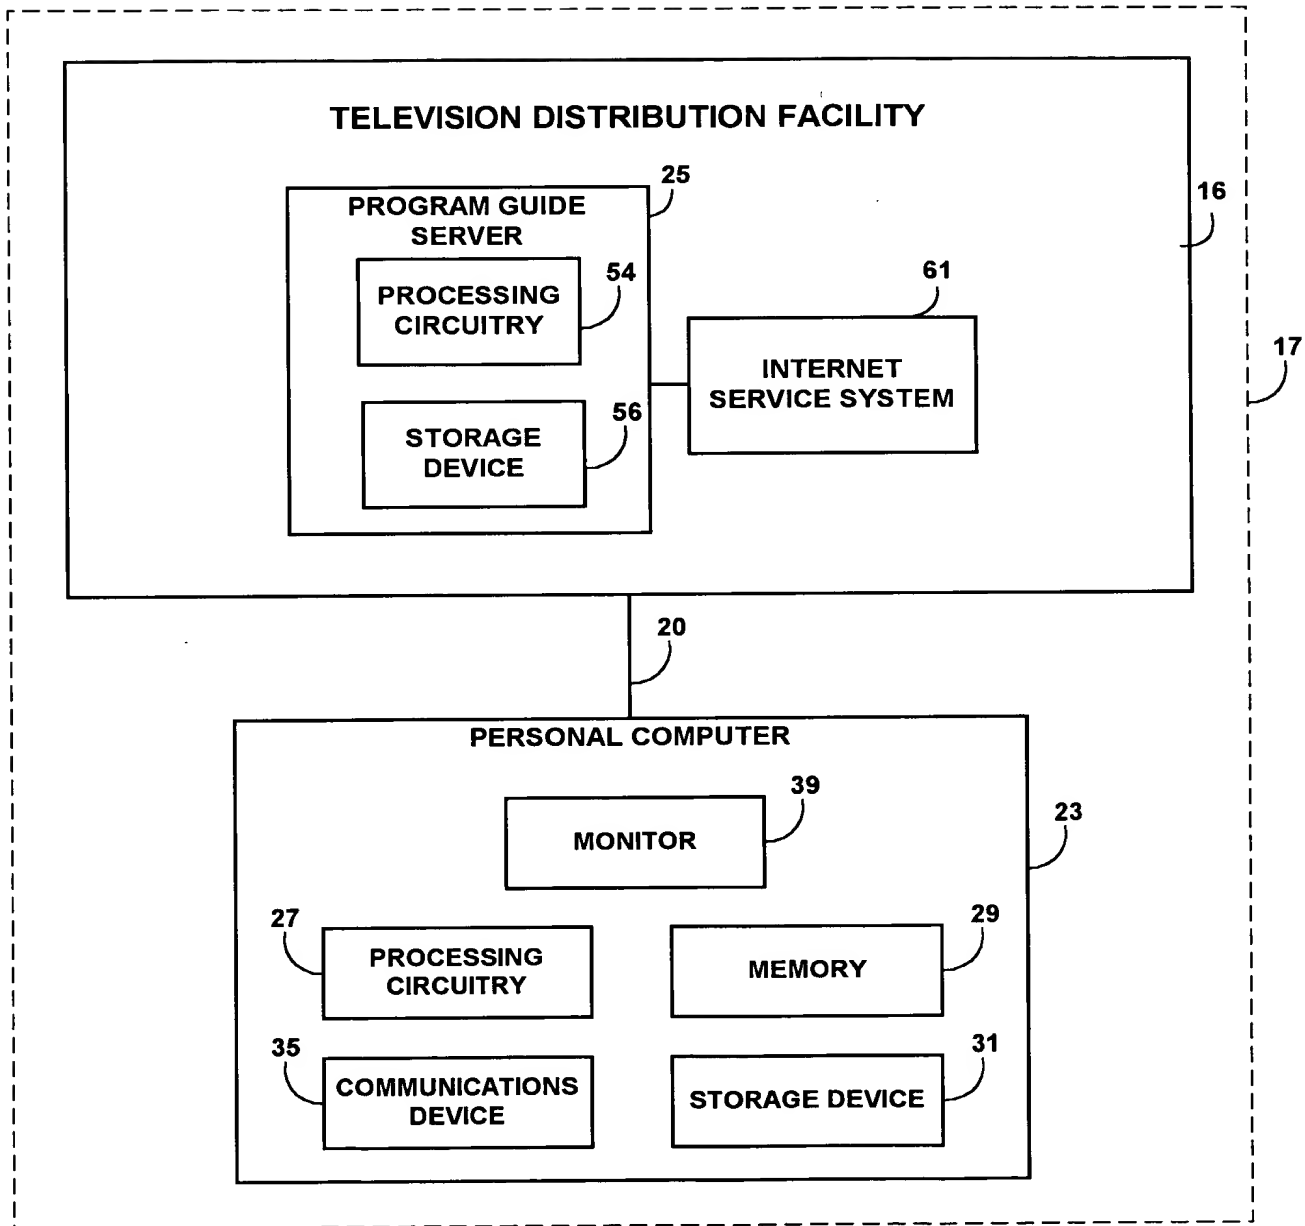 TELEVISION DISTRIBUTION FACILITY
25
PROGRAM GUIDE
SERVER
16
54
PROCESSING
CIRCUITRY
61
INTERNET
SERVICE SYSTEM
17
56
STORAGE
DEVICE
20
PERSONAL COMPUTER
39
MONITOR
23
27
PROCESSING
CIRCUITRY
29
MEMORY
35
COMMUNICATIONS
DEVICE
31
STORAGE DEVICE